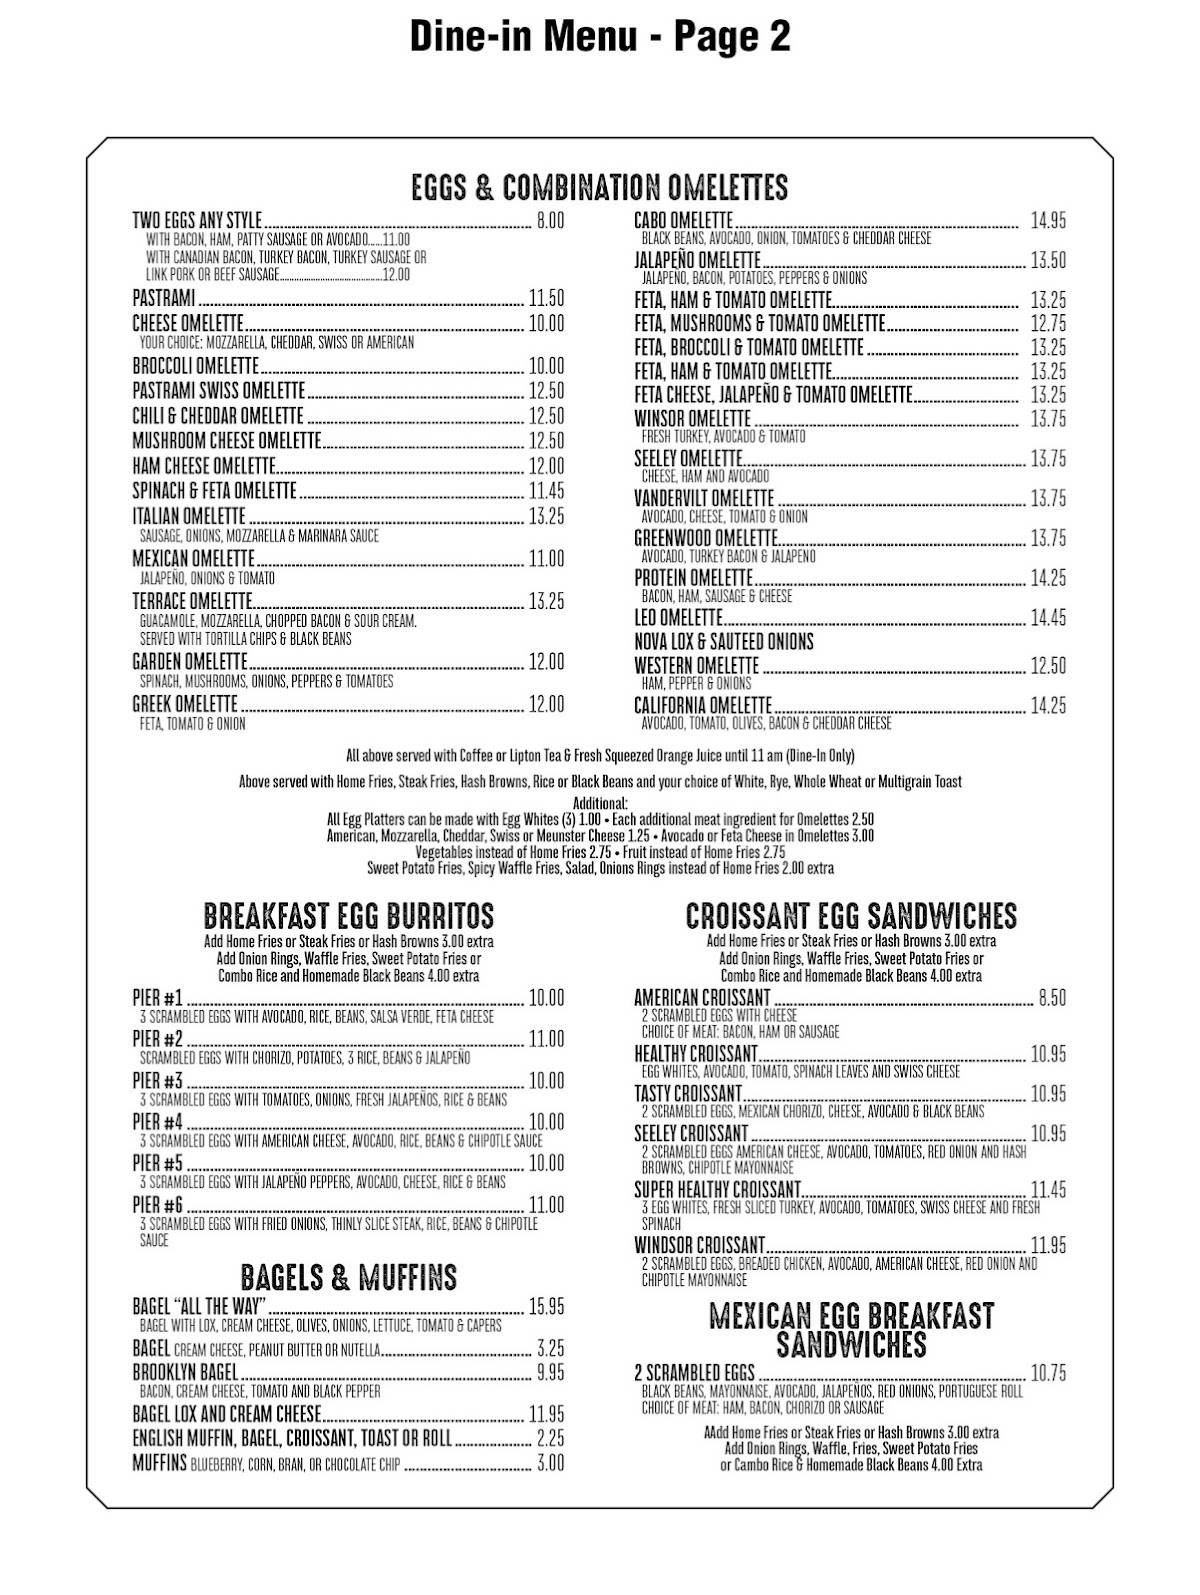 Dine-in Menu - Page 2
EGGS & COMBINATION OMELETTES
TWO EGGS ANY STYLE 8.00
WITH BACON, HAM, PATTY SAUSAGE OR AVOCADO......11.00
WITH CANADIAN BACON, TURKEY BACON, TURKEY SAUSAGE OR
LINK PORK OR BEEF SAUSAGE 12.00
PASTRAMI 11.50
CHEESE OMELETTE 10.00
YOUR CHOICE: MOZZARELLA, CHEDDAR, SWISS OR AMERICAN
BROCCOLI OMELETTE 10.00
PASTRAMI SWISS OMELETTE 12.50
CHILI & CHEDDAR OMELETTE 12.50
MUSHROOM CHEESE OMELETTE 12.50
HAM CHEESE OMELETTE 12.00
SPINACH & FETA OMELETTE 11.45
ITALIAN OMELETTE 13.25
SAUSAGE, ONIONS, MOZZARELLA & MARINARA SAUCE
MEXICAN OMELETTE 11.00
JALAPEÑO, ONIONS & TOMATO
TERRACE OMELETTE 13.25
GUACAMOLE, MOZZARELLA, CHOPPED BACON & SOUR CREAM.
SERVED WITH TORTILLA CHIPS & BLACK BEANS
GARDEN OMELETTE 12.00
SPINACH, MUSHROOMS, ONIONS, PEPPERS & TOMATOES
GREEK OMELETTE 12.00
FETA, TOMATO & ONION
CABO OMELETTE 14.95
BLACK BEANS, AVOCADO, ONION, TOMATOES & CHEDDAR CHEESE
JALAPEÑO OMELETTE 13.50
JALAPEÑO, BACON, POTATOES, PEPPERS & ONIONS
FETA, HAM & TOMATO OMELETTE 13.25
FETA, MUSHROOMS & TOMATO OMELETTE 12.75
FETA, BROCCOLI & TOMATO OMELETTE 13.25
FETA, HAM & TOMATO OMELETTE 13.25
FETA CHEESE, JALAPEÑO & TOMATO OMELETTE 13.25
WINSOR OMELETTE 13.75
FRESH TURKEY, AVOCADO & TOMATO
SEELEY OMELETTE 13.75
CHEESE, HAM AND AVOCADO
VANDERVILT OMELETTE 13.75
AVOCADO, CHEESE, TOMATO & ONION
GREENWOOD OMELETTE 13.75
AVOCADO, TURKEY BACON & JALAPENO
PROTEIN OMELETTE 14.25
BACON, HAM, SAUSAGE & CHEESE
LEO OMELETTE 14.45
NOVA LOX & SAUTEED ONIONS
WESTERN OMELETTE 12.50
HAM, PEPPER & ONIONS
CALIFORNIA OMELETTE 14.25
AVOCADO, TOMATO, OLIVES, BACON & CHEDDAR CHEESE
All above served with Coffee or Lipton Tea & Fresh Squeezed Orange Juice until 11 am (Dine-In Only)
Above served with Home Fries, Steak Fries, Hash Browns, Rice or Black Beans and your choice of White, Rye, Whole Wheat or Multigrain Toast
Additional:
All Egg Platters can be made with Egg Whites (3) 1.00 • Each additional meat ingredient for Omelettes 2.50
American, Mozzarella, Cheddar, Swiss or Meunster Cheese 1.25 • Avocado or Feta Cheese in Omelettes 3.00
Vegetables instead of Home Fries 2.75 • Fruit instead of Home Fries 2.75
Sweet Potato Fries, Spicy Waffle Fries, Salad, Onions Rings instead of Home Fries 2.00 extra
BREAKFAST EGG BURRITOS
Add Home Fries or Steak Fries or Hash Browns 3.00 extra
Add Onion Rings, Waffle Fries, Sweet Potato Fries or
Combo Rice and Homemade Black Beans 4.00 extra
PIER #1 10.00
3 SCRAMBLED EGGS WITH AVOCADO, RICE, BEANS, SALSA VERDE, FETA CHEESE
PIER #2 11.00
SCRAMBLED EGGS WITH CHORIZO, POTATOES, 3 RICE, BEANS & JALAPEÑO
PIER #3 10.00
3 SCRAMBLED EGGS WITH TOMATOES, ONIONS, FRESH JALAPEÑOS, RICE & BEANS
PIER #4 10.00
3 SCRAMBLED EGGS WITH AMERICAN CHEESE, AVOCADO, RICE, BEANS & CHIPOTLE SAUCE
PIER #5 10.00
3 SCRAMBLED EGGS WITH JALAPEÑO PEPPERS, AVOCADO, CHEESE, RICE & BEANS
PIER #6 11.00
3 SCRAMBLED EGGS WITH FRIED ONIONS, THINLY SLICE STEAK, RICE, BEANS & CHIPOTLE
SAUCE
BAGELS & MUFFINS
BAGEL "ALL THE WAY" 15.95
BAGEL WITH LOX, CREAM CHEESE, OLIVES, ONIONS, LETTUCE, TOMATO & CAPERS
BAGEL CREAM CHEESE, PEANUT BUTTER OR NUTELLA 3.25
BROOKLYN BAGEL 9.95
BACON, CREAM CHEESE, TOMATO AND BLACK PEPPER
BAGEL LOX AND CREAM CHEESE 11.95
ENGLISH MUFFIN, BAGEL, CROISSANT, TOAST OR ROLL 2.25
MUFFINS BLUEBERRY, CORN, BRAN, OR CHOCOLATE CHIP 3.00
CROISSANT EGG SANDWICHES
Add Home Fries or Steak Fries or Hash Browns 3.00 extra
Add Onion Rings, Waffle Fries, Sweet Potato Fries or
Combo Rice and Homemade Black Beans 4.00 extra
AMERICAN CROISSANT 8.50
2 SCRAMBLED EGGS WITH CHEESE
CHOICE OF MEAT: BACON, HAM OR SAUSAGE
HEALTHY CROISSANT 10.95
EGG WHITES, AVOCADO, TOMATO, SPINACH LEAVES AND SWISS CHEESE
TASTY CROISSANT 10.95
2 SCRAMBLED EGGS, MEXICAN CHORIZO, CHEESE, AVOCADO & BLACK BEANS
SEELEY CROISSANT 10.95
2 SCRAMBLED EGGS AMERICAN CHEESE, AVOCADO, TOMATOES, RED ONION AND HASH
BROWNS, CHIPOTLE MAYONNAISE
SUPER HEALTHY CROISSANT 11.45
3 EGG WHITES, FRESH SLICED TURKEY, AVOCADO, TOMATOES, SWISS CHEESE AND FRESH
SPINACH
WINDSOR CROISSANT 11.95
2 SCRAMBLED EGGS, BREADED CHICKEN, AVOCADO, AMERICAN CHEESE, RED ONION AND
CHIPOTLE MAYONNAISE
MEXICAN EGG BREAKFAST
SANDWICHES
2 SCRAMBLED EGGS 10.75
BLACK BEANS, MAYONNAISE, AVOCADO, JALAPEÑOS, RED ONIONS, PORTUGUESE ROLL
CHOICE OF MEAT: HAM, BACON, CHORIZO OR SAUSAGE
AAdd Home Fries or Steak Fries or Hash Browns 3.00 extra
Add Onion Rings, Waffle, Fries, Sweet Potato Fries
or Cambo Rice & Homemade Black Beans 4.00 Extra